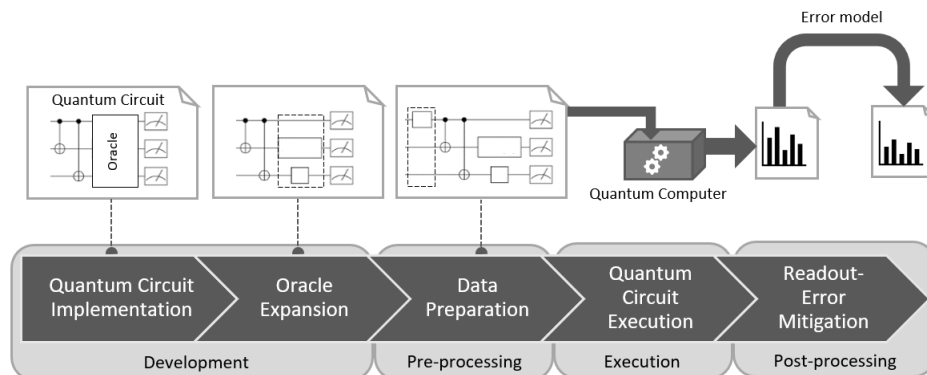 Error model
Quantum Circuit
Oracle
Quantum Computer
Quantum Circuit
Implementation
Oracle
Expansion
Data
Preparation
Quantum
Circuit
Execution
Readout-
Error
Mitigation
Development
Pre-processing
Execution
Post-processing